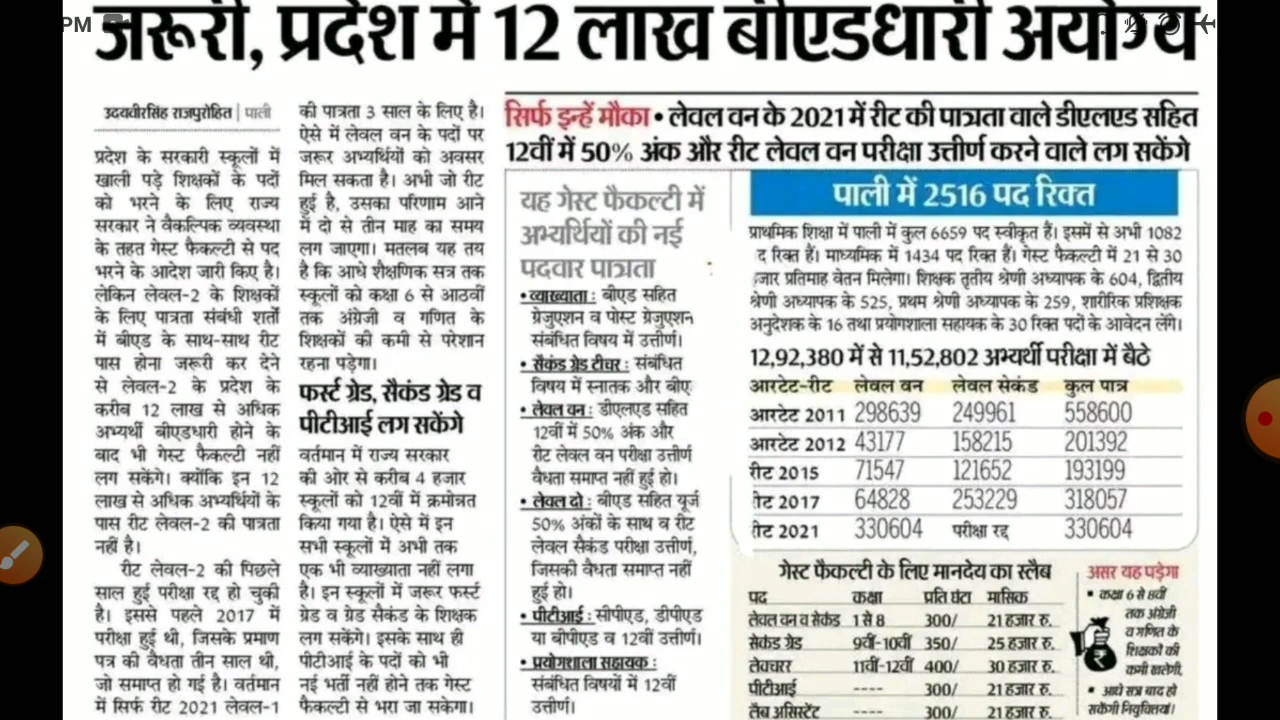 PM
जरूरी, प्रदेश में 12 लाख बीएडधारी अयोग्य
उदयवीरसिंह राजपुरोहित | पाली
प्रदेश के सरकारी स्कूलों में
खाली पड़े शिक्षकों के पदों
को भरने के लिए राज्य
सरकार ने वैकल्पिक व्यवस्था
के तहत गेस्ट फैकल्टी से पद
भरने के आदेश जारी किए है।
लेकिन लेवल-2 के शिक्षकों
के लिए पात्रता संबंधी शर्तों
में बीएड के साथ-साथ रीट
पास होना जरूरी कर देने
से लेवल-2 के प्रदेश के
करीब 12 लाख से अधिक
अभ्यर्थी बीएडधारी होने के
बाद भी गेस्ट फैकल्टी नहीं
लग सकेंगे। क्योंकि इन 12
लाख से अधिक अभ्यर्थियों के
पास रीट लेवल-2 की पात्रता
नहीं है।
रीट लेवल-2 की पिछले
साल हुई परीक्षा रद्द हो चुकी
है। इससे पहले 2017 में
परीक्षा हुई थी, जिसके प्रमाण
पत्र की वैधता तीन साल थी,
जो समाप्त हो गई है। वर्तमान
में सिर्फ रीट 2021 लेवल-1
की पात्रता 3 साल के लिए है।
ऐसे में लेवल वन के पदों पर
जरूर अभ्यर्थियों को अवसर
मिल सकता है। अभी जो रीट
हुई है, उसका परिणाम आने
में दो से तीन माह का समय
लग जाएगा। मतलब यह तय
है कि आधे शैक्षणिक सत्र तक
स्कूलों को कक्षा 6 से आठवीं
तक अंग्रेजी व गणित के
शिक्षकों की कमी से परेशान
रहना पड़ेगा।
फर्स्ट ग्रेड, सैकंड ग्रेड व
पीटीआई लग सकेंगे
वर्तमान में राज्य सरकार
की ओर से करीब 4 हजार
स्कूलों को 12वीं में क्रमोन्नत
किया गया है। ऐसे में इन
सभी स्कूलों में अभी तक
एक भी व्याख्याता नहीं लगा
है। इन स्कूलों में जरूर फर्स्ट
ग्रेड व ग्रेड सैकंड के शिक्षक
लग सकेंगे। इसके साथ ही
पीटीआई के पदों को भी
नई भर्ती नहीं होने तक गेस्ट
फैकल्टी से भरा जा सकेगा।
सिर्फ इन्हें मौका • लेवल वन के 2021 में रीट की पात्रता वाले डीएलएड सहित
12वीं में 50% अंक और रीट लेवल वन परीक्षा उत्तीर्ण करने वाले लग सकेंगे
यह गेस्ट फैकल्टी में
अभ्यर्थियों की नई
पदवार पात्रता
• व्याख्याता : बीएड सहित
ग्रेजुएशन व पोस्ट ग्रेजुएशन
संबंधित विषय में उत्तीर्ण।
• सैकंड ग्रेड टीचर : संबंधित
विषय में स्नातक और बीए
• लेवल वन : डीएलएड सहित
12वीं में 50% अंक और
रीट लेवल वन परीक्षा उत्तीर्ण
वैधता समाप्त नहीं हुई हो।
• लेवल दो : बीएड सहित यूजं
50% अंकों के साथ व रीट
लेवल सैकंड परीक्षा उत्तीर्ण,
जिसकी वैधता समाप्त नहीं
हुई हो।
• पीटीआई : सीपीएड, डीपीएड
या बीपीएड व 12वीं उत्तीर्ण।
• प्रयोगशाला सहायक :
संबंधित विषयों में 12वीं
उत्तीर्ण।
पाली में 2516 पद रिक्त
प्राथमिक शिक्षा में पाली में कुल 6659 पद स्वीकृत हैं। इसमें से अभी 1082
द रिक्त हैं। माध्यमिक में 1434 पद रिक्त हैं। गेस्ट फैकल्टी में 21 से 30
जार प्रतिमाह वेतन मिलेगा। शिक्षक तृतीय श्रेणी अध्यापक के 604, द्वितीय
श्रेणी अध्यापक के 525, प्रथम श्रेणी अध्यापक के 259, शारीरिक प्रशिक्षक
अनुदेशक के 16 तथा प्रयोगशाला सहायक के 30 रिक्त पदों के आवेदन लेंगे।
12,92,380 में से 11,52,802 अभ्यर्थी परीक्षा में बैठे
आरटेट-रीट लेवल वन लेवल सेकंड कुल पात्र
आरटेट 2011 298639 249961 558600
आरटेट 2012 43177 158215 201392
रीट 2015 71547 121652 193199
रीट 2017 64828 253229 318057
रीट 2021 330604 परीक्षा रद्द 330604
गेस्ट फैकल्टी के लिए मानदेय का स्लैब
पद कक्षा प्रति घंटा मासिक
लेवल वन व सेकंड 1 से 8 300/ 21 हजार रु.
सेकंड ग्रेड 9वीं-10वीं 350/ 25 हजार रु.
लेक्चरर 11वीं-12वीं 400/ 30 हजार रु.
पीटीआई ---- 300/ 21 हजार रु.
लैब असिस्टेंट ---- 300/ 21 हजार रु.
असर यह पड़ेगा
• कक्षा 6 से 8वीं
तक अंग्रेजी
व गणित के
शिक्षकों की
कमी खलेगी,
• आधे सत्र बाद हो
सकेंगी नियुक्तियां।